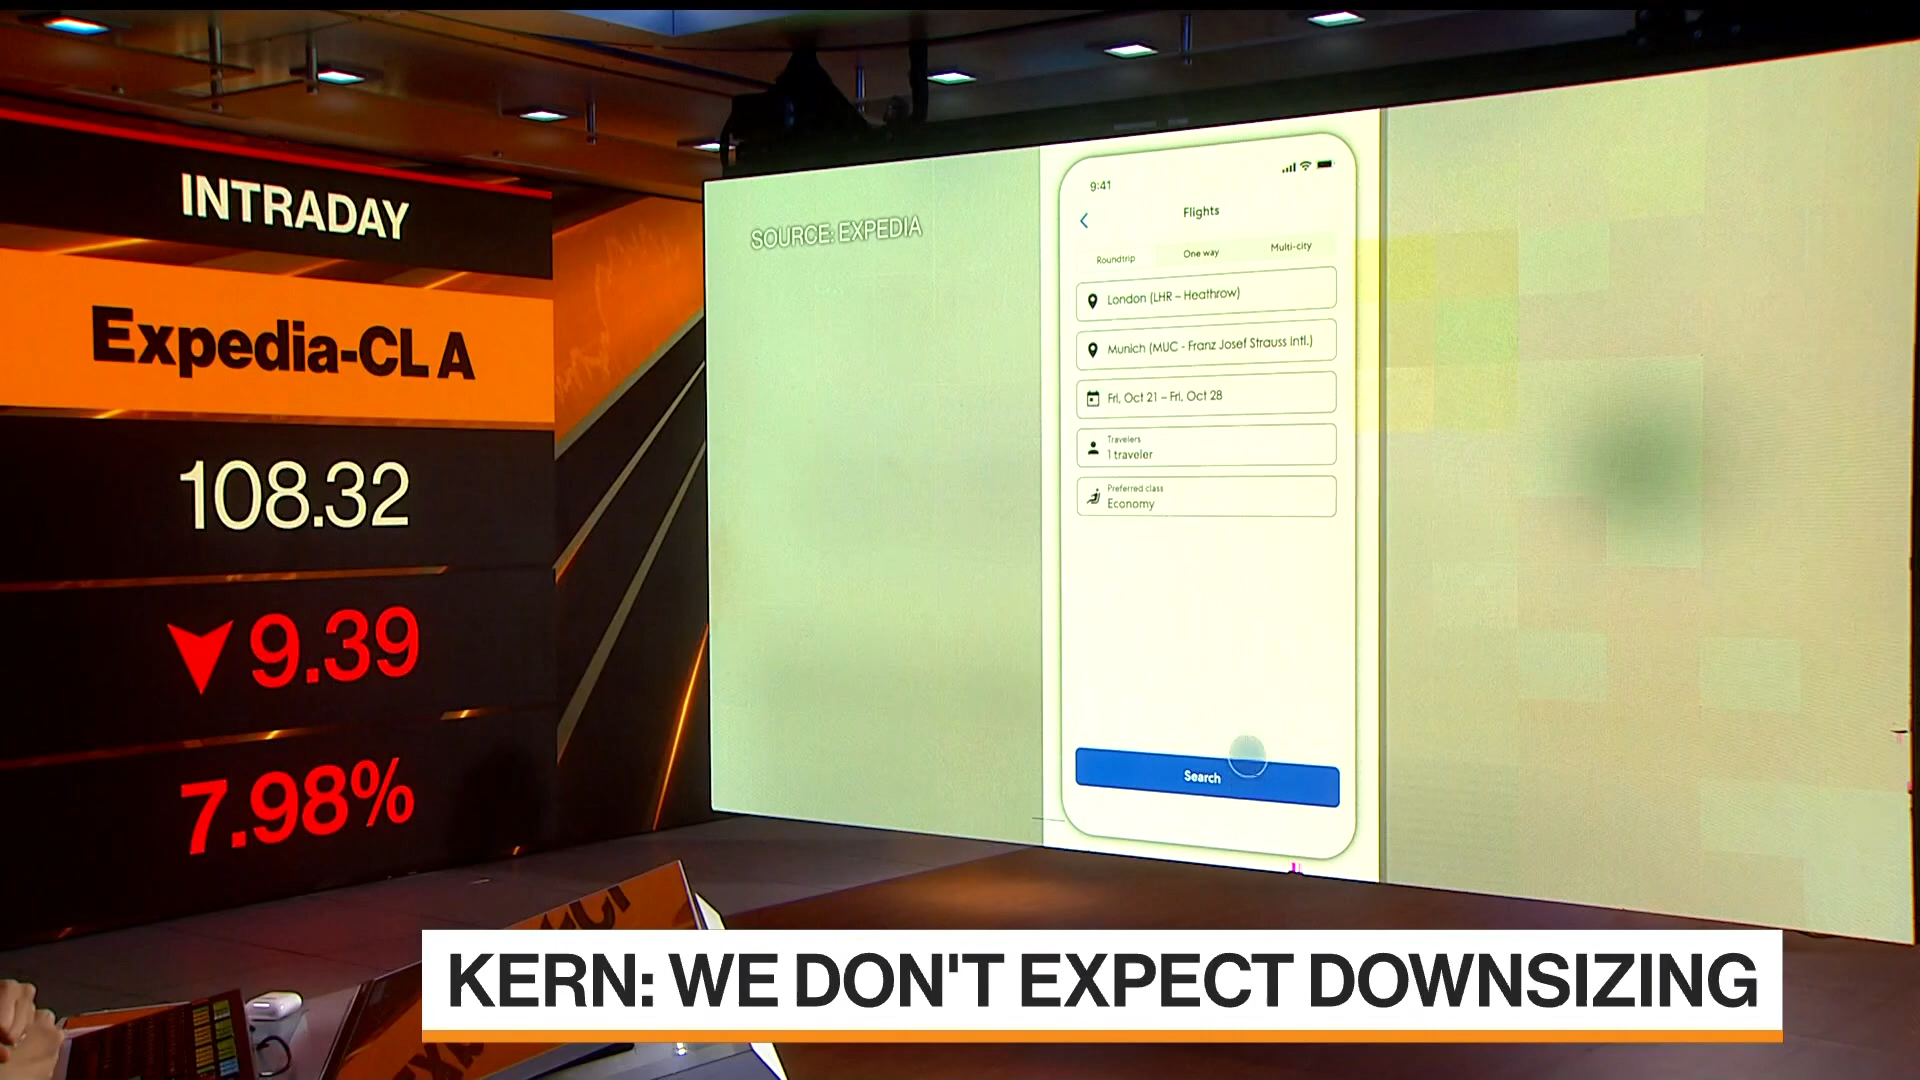 INTRADAY
Expedia-CL A
108.32
9.39
7.98%
SOURCE: EXPEDIA
9:41
Flights
Roundtrip
One way
Multi-city
London (LHR – Heathrow)
Munich (MUC - Franz Josef Strauss Intl.)
Fri, Oct 21 – Fri, Oct 28
Travelers
1 traveler
Preferred class
Economy
Search
KERN: WE DON'T EXPECT DOWNSIZING